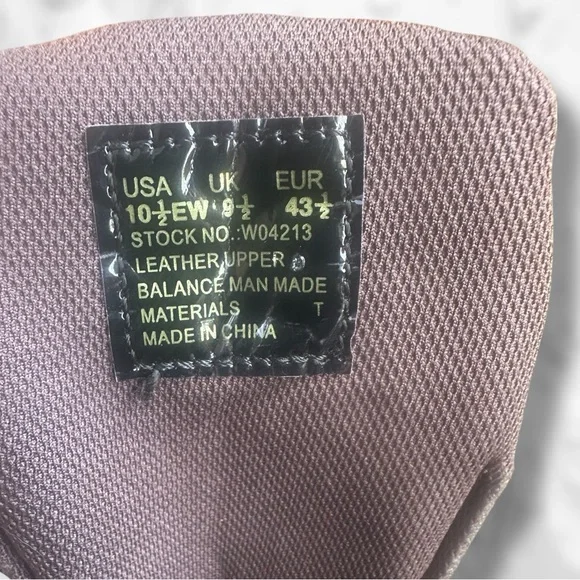 USA UK EUR
10½EW 9½ 43½
STOCK NO.:W04213
LEATHER UPPER
BALANCE MAN MADE
MATERIALS T
MADE IN CHINA